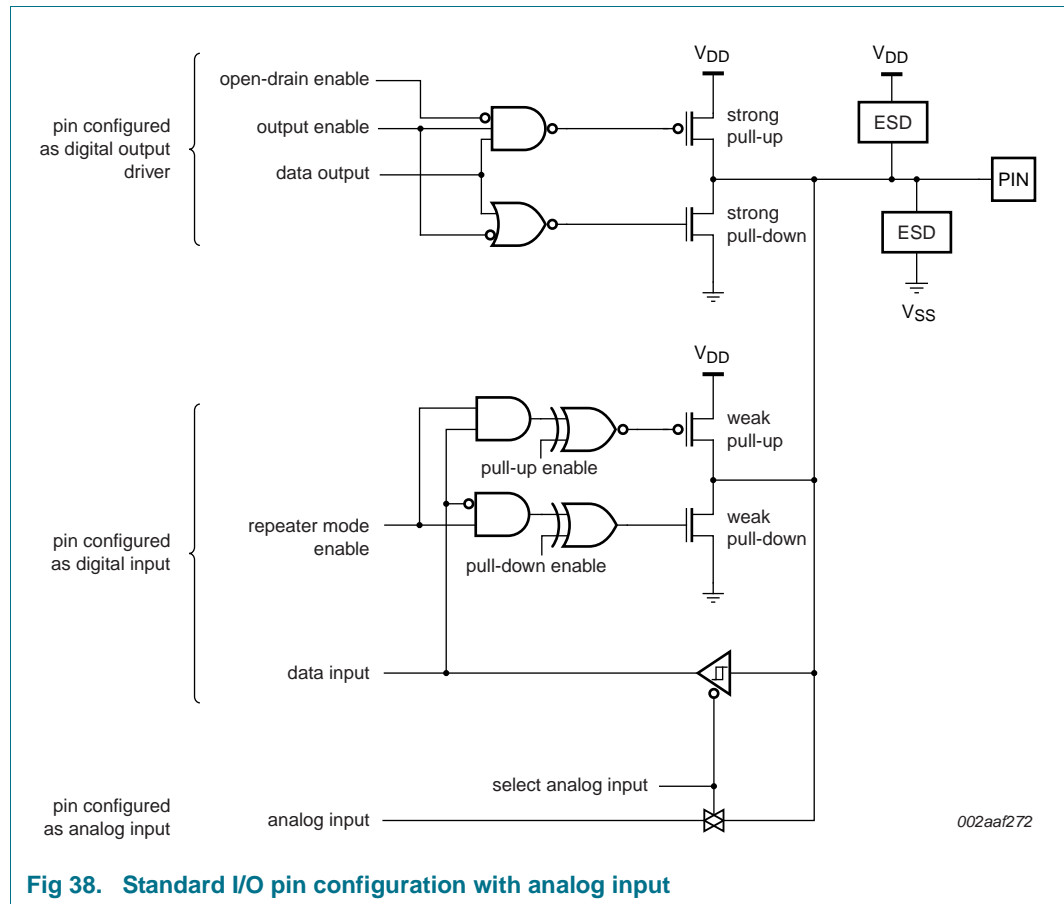 VDD
VDD
open-drain enable
strong
pull-up
ESD
pin configured
as digital output
driver
output enable
data output
PIN
strong
pull-down
ESD
VSS
VDD
weak
pull-up
pull-up enable
pin configured
as digital input
repeater mode
enable
weak
pull-down
pull-down enable
data input
select analog input
pin configured
as analog input
analog input
002aaf272
Fig 38. Standard I/O pin configuration with analog input